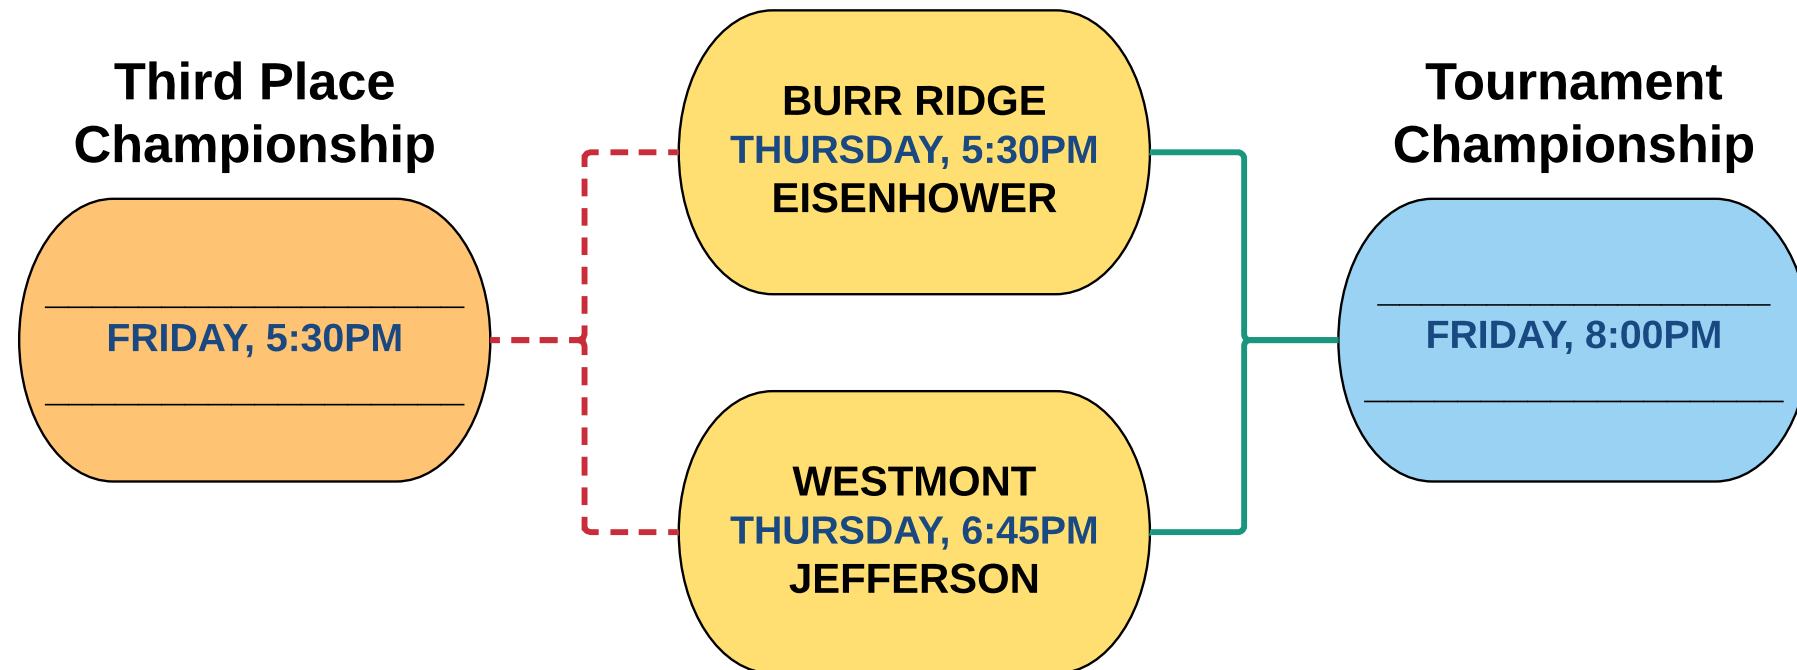 Third Place
Championship
FRIDAY, 5:30PM
BURR RIDGE
THURSDAY, 5:30PM
EISENHOWER
WESTMONT
THURSDAY, 6:45PM
JEFFERSON
Tournament
Championship
FRIDAY, 8:00PM